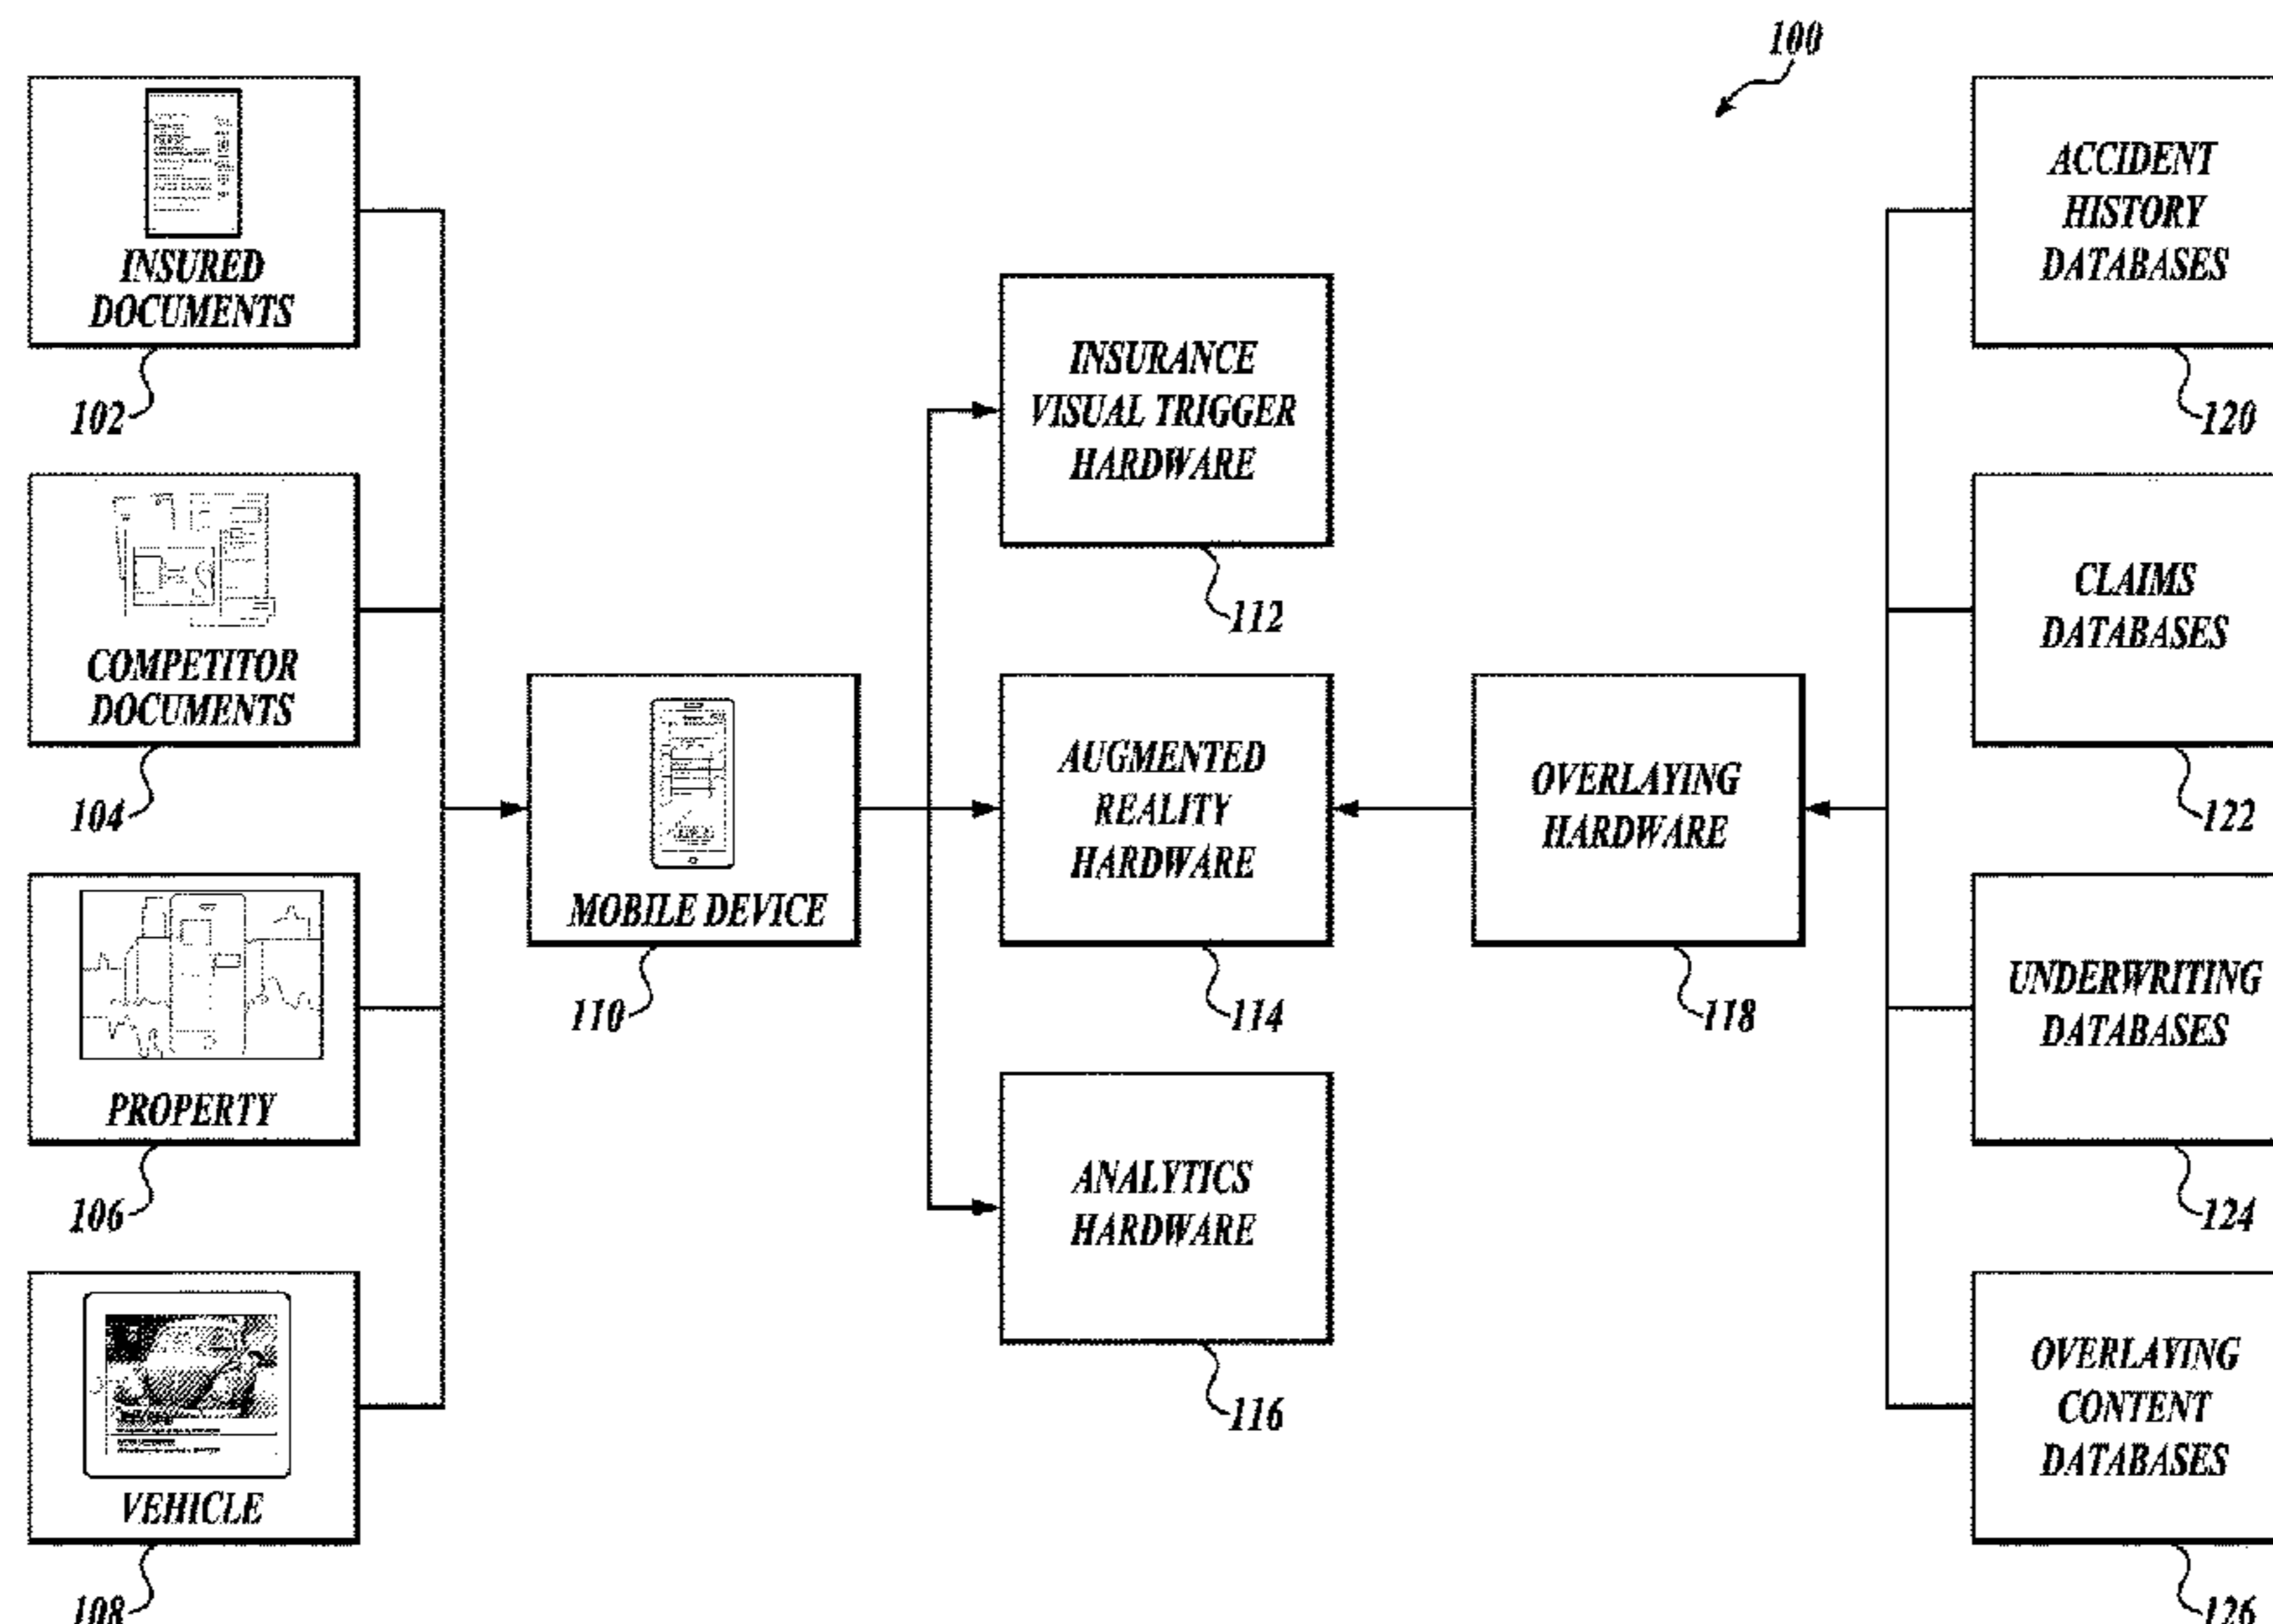 100
INSURED
DOCUMENTS
102
COMPETITOR
DOCUMENTS
104
PROPERTY
106
VEHICLE
108
MOBILE DEVICE
110
INSURANCE
VISUAL TRIGGER
HARDWARE
112
AUGMENTED
REALITY
HARDWARE
114
ANALYTICS
HARDWARE
116
OVERLAYING
HARDWARE
118
ACCIDENT
HISTORY
DATABASES
120
CLAIMS
DATABASES
122
UNDERWRITING
DATABASES
124
OVERLAYING
CONTENT
DATABASES
126